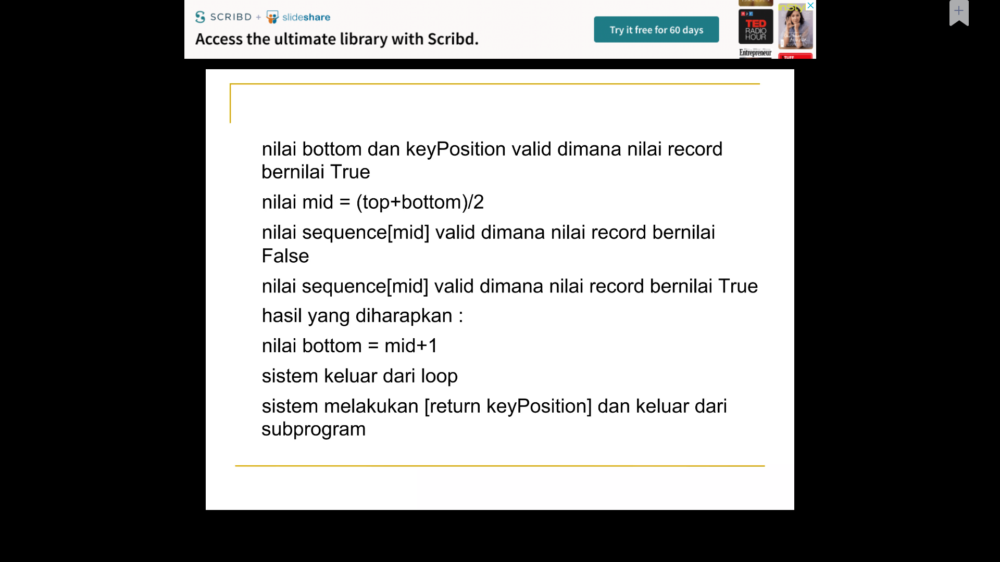 SCRIBD + slideshare
Access the ultimate library with Scribd.
Try it free for 60 days
TED
RADIO
HOUR
Entrepreneur
InStyl
nilai bottom dan keyPosition valid dimana nilai record
bernilai True
nilai mid = (top+bottom)/2
nilai sequence[mid] valid dimana nilai record bernilai
False
nilai sequence[mid] valid dimana nilai record bernilai True
hasil yang diharapkan :
nilai bottom = mid+1
sistem keluar dari loop
sistem melakukan [return keyPosition] dan keluar dari
subprogram